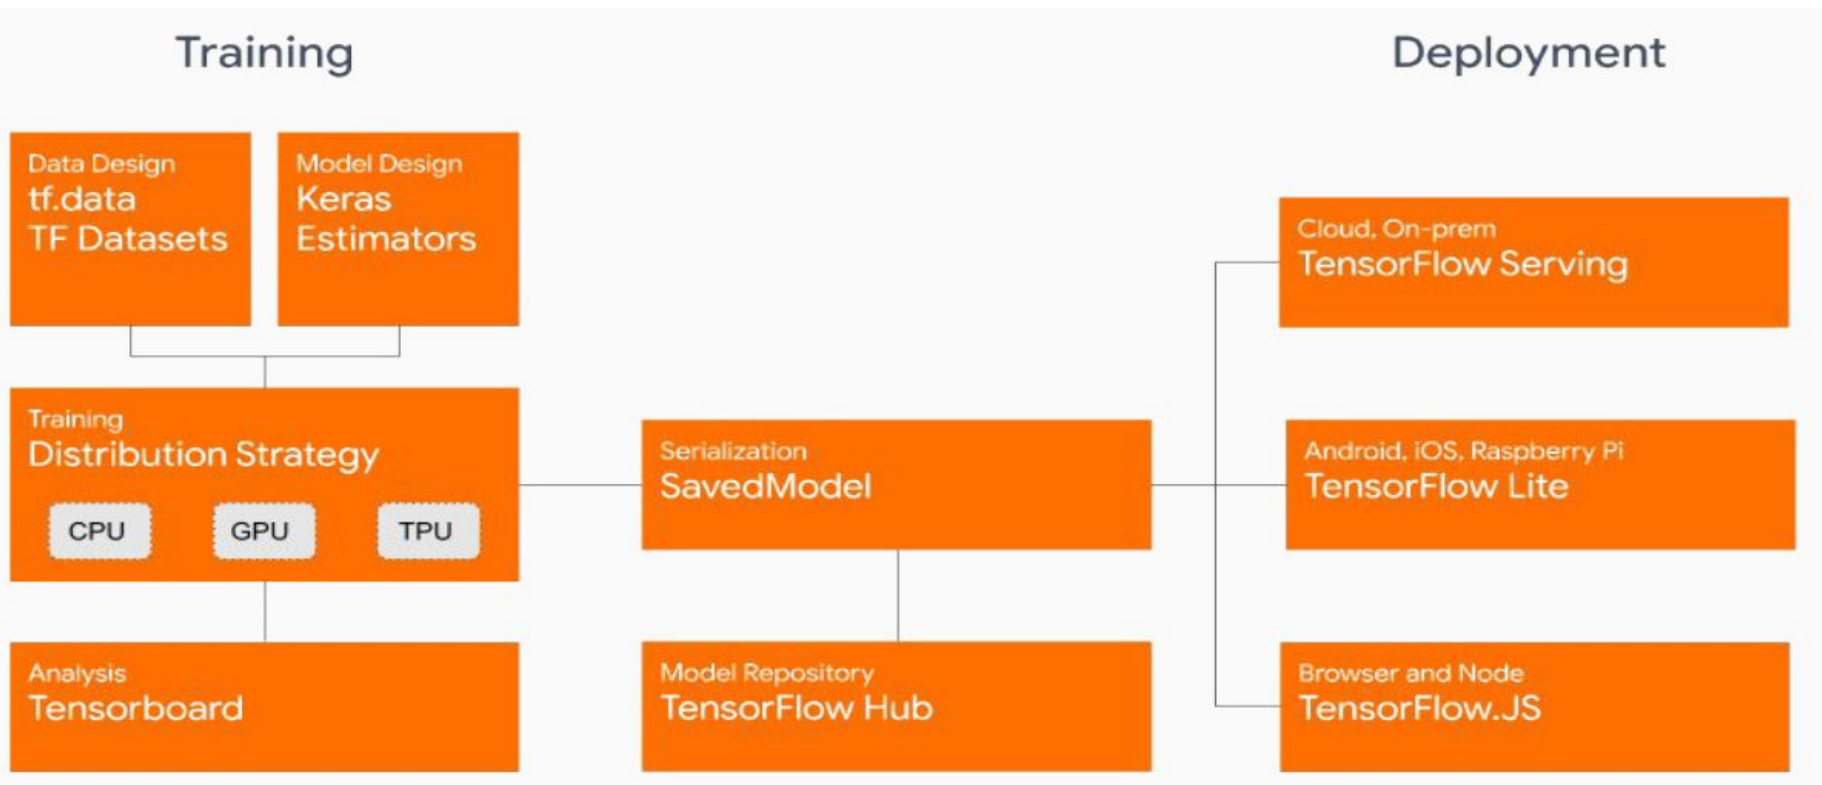 Training
Deployment
Data Design
tf.data
TF Datasets
Model Design
Keras
Estimators
Training
Distribution Strategy
CPU
GPU
TPU
Analysis
Tensorboard
Serialization
SavedModel
Model Repository
TensorFlow Hub
Cloud, On-prem
TensorFlow Serving
Android, iOS, Raspberry Pi
TensorFlow Lite
Browser and Node
TensorFlow.JS